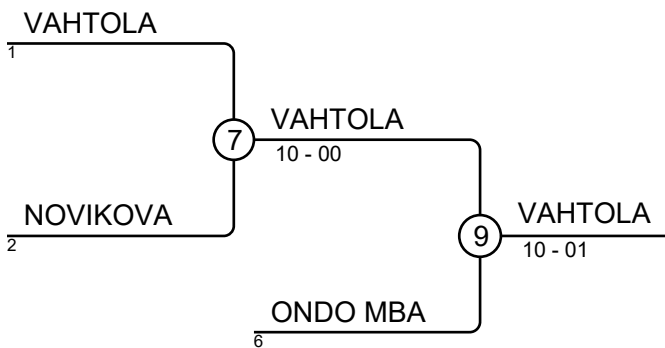 VAHTOLA
1
7
VAHTOLA
10 - 00
NOVIKOVA
2
9
VAHTOLA
10 - 01
ONDO MBA
6